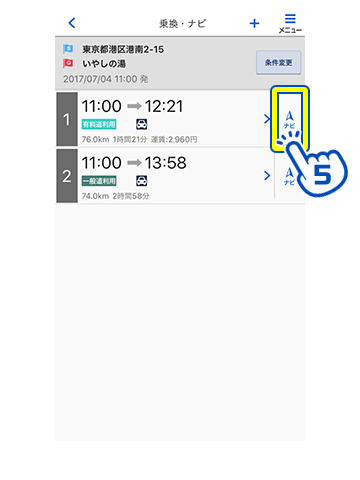 乗換・ナビ
メニュー
S 東京都港区港南2-15
G いやしの湯
2017/07/04 11:00 発
条件変更
1 11:00 ➡ 12:21
有料道利用
76.0km 1時間21分 運賃:2,960円
ナビ
2 11:00 ➡ 13:58
一般道利用
74.0km 2時間58分
ナビ
5